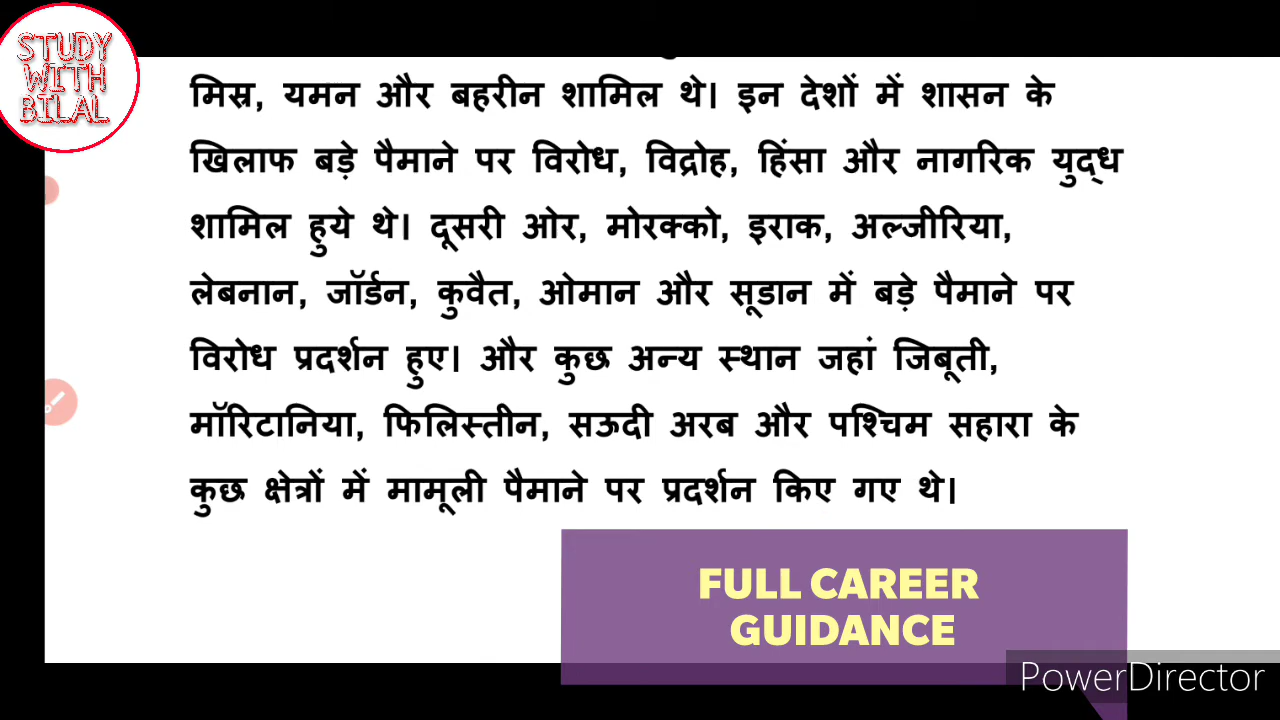 STUDY
WITH
BILAL
मिस्र, यमन और बहरीन शामिल थे। इन देशों में शासन के
खिलाफ बड़े पैमाने पर विरोध, विद्रोह, हिंसा और नागरिक युद्ध
शामिल हुये थे। दूसरी ओर, मोरक्को, इराक, अल्जीरिया,
लेबनान, जॉर्डन, कुवैत, ओमान और सूडान में बड़े पैमाने पर
विरोध प्रदर्शन हुए। और कुछ अन्य स्थान जहां जिबूती,
मॉरिटानिया, फिलिस्तीन, सऊदी अरब और पश्चिम सहारा के
कुछ क्षेत्रों में मामूली पैमाने पर प्रदर्शन किए गए थे।
FULL CAREER
GUIDANCE
PowerDirector